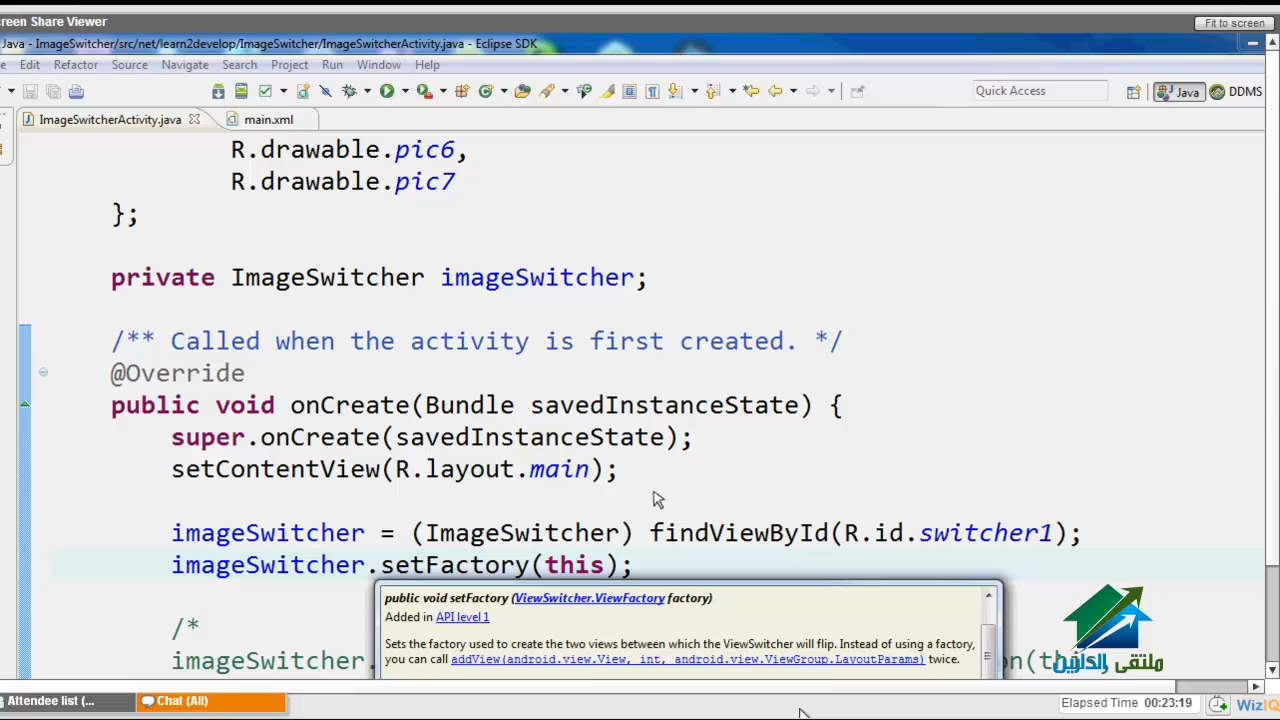 reen Share Viewer
Fit to screen
Java - ImageSwitcher/src/net/learn2develop/ImageSwitcher/ImageSwitcherActivity.java - Eclipse SDK
e Edit Refactor Source Navigate Search Project Run Window Help
Quick Access
Java
DDMS
ImageSwitcherActivity.java
main.xml
R.drawable.pic6,
R.drawable.pic7
};
private ImageSwitcher imageSwitcher;
/** Called when the activity is first created. */
@Override
public void onCreate(Bundle savedInstanceState) {
super.onCreate(savedInstanceState);
setContentView(R.layout.main);
imageSwitcher = (ImageSwitcher) findViewById(R.id.switcher1);
imageSwitcher.setFactory(this);
public void setFactory (ViewSwitcher.ViewFactory factory)
Added in API level 1
Sets the factory used to create the two views between which the ViewSwitcher will flip. Instead of using a factory,
you can call addView(android.view.View, int, android.view.ViewGroup.LayoutParams) twice.
/*
imageSwitcher. on(this
ملتقى الدارين
Attendee list (...
Chat (All)
Elapsed Time 00:23:19
WizIQ